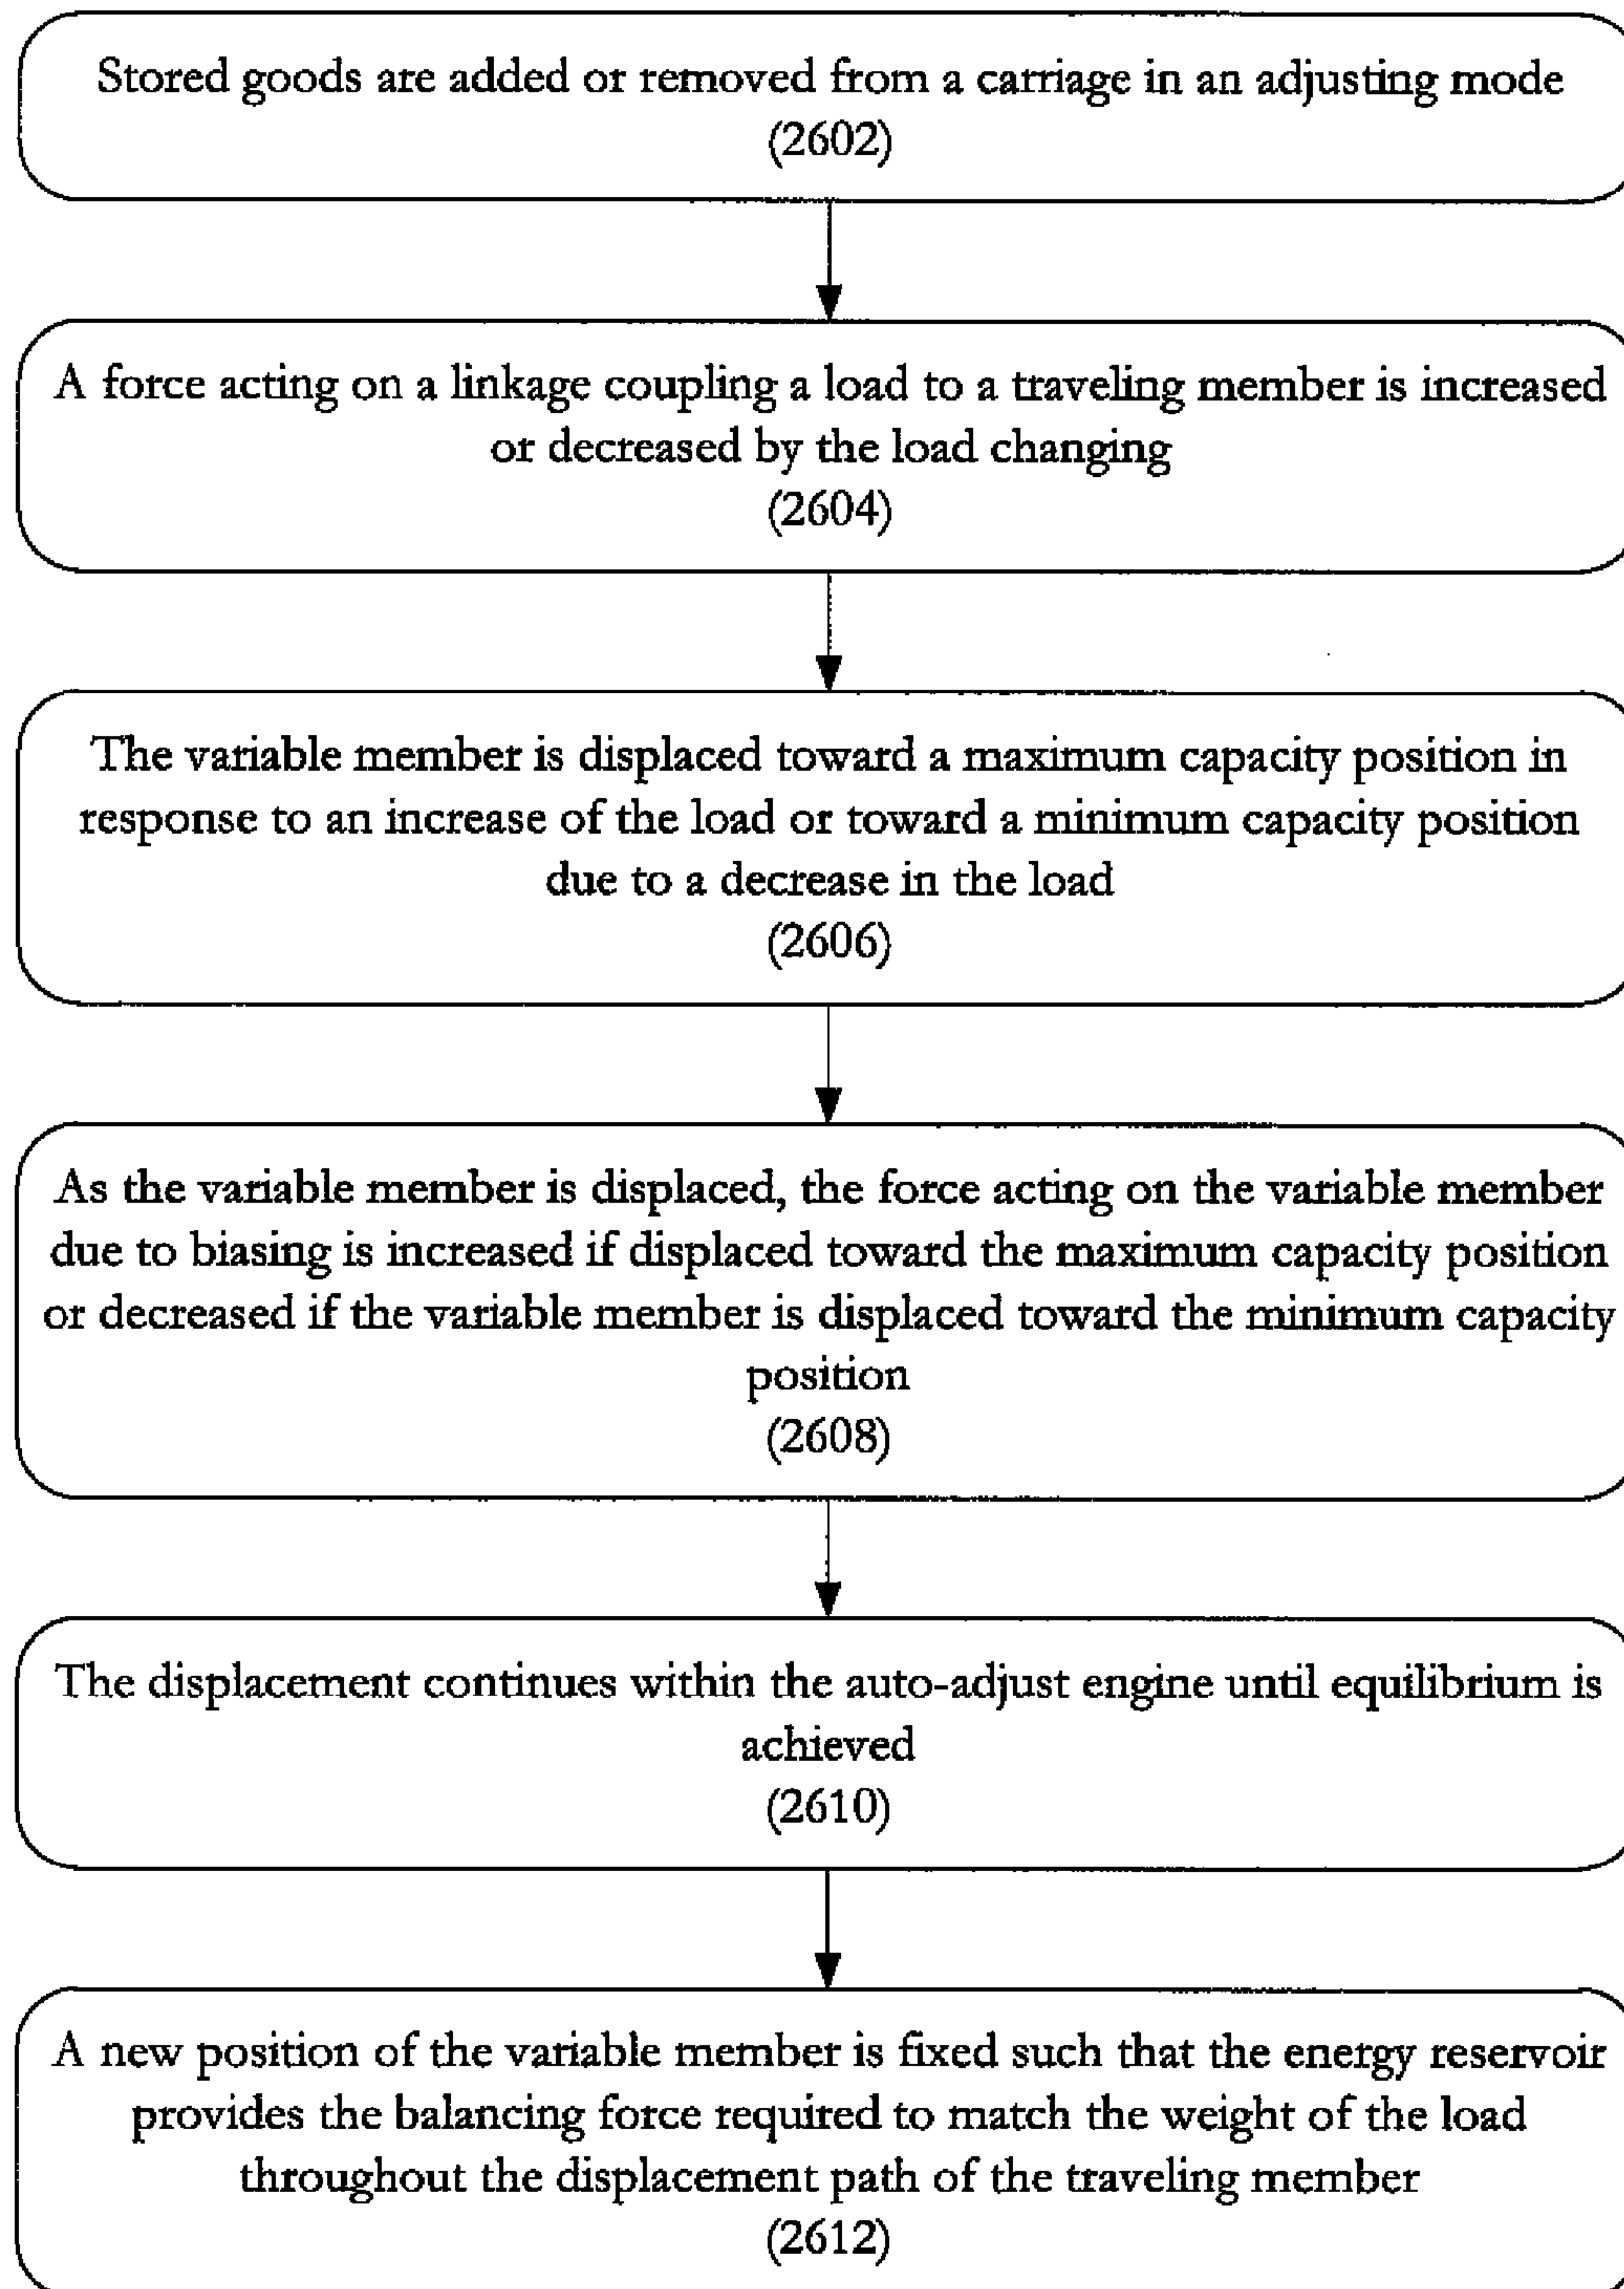 Stored goods are added or removed from a carriage in an adjusting mode
(2602)
A force acting on a linkage coupling a load to a traveling member is increased
or decreased by the load changing
(2604)
The variable member is displaced toward a maximum capacity position in
response to an increase of the load or toward a minimum capacity position
due to a decrease in the load
(2606)
As the variable member is displaced, the force acting on the variable member
due to biasing is increased if displaced toward the maximum capacity position
or decreased if the variable member is displaced toward the minimum capacity
position
(2608)
The displacement continues within the auto-adjust engine until equilibrium is
achieved
(2610)
A new position of the variable member is fixed such that the energy reservoir
provides the balancing force required to match the weight of the load
throughout the displacement path of the traveling member
(2612)